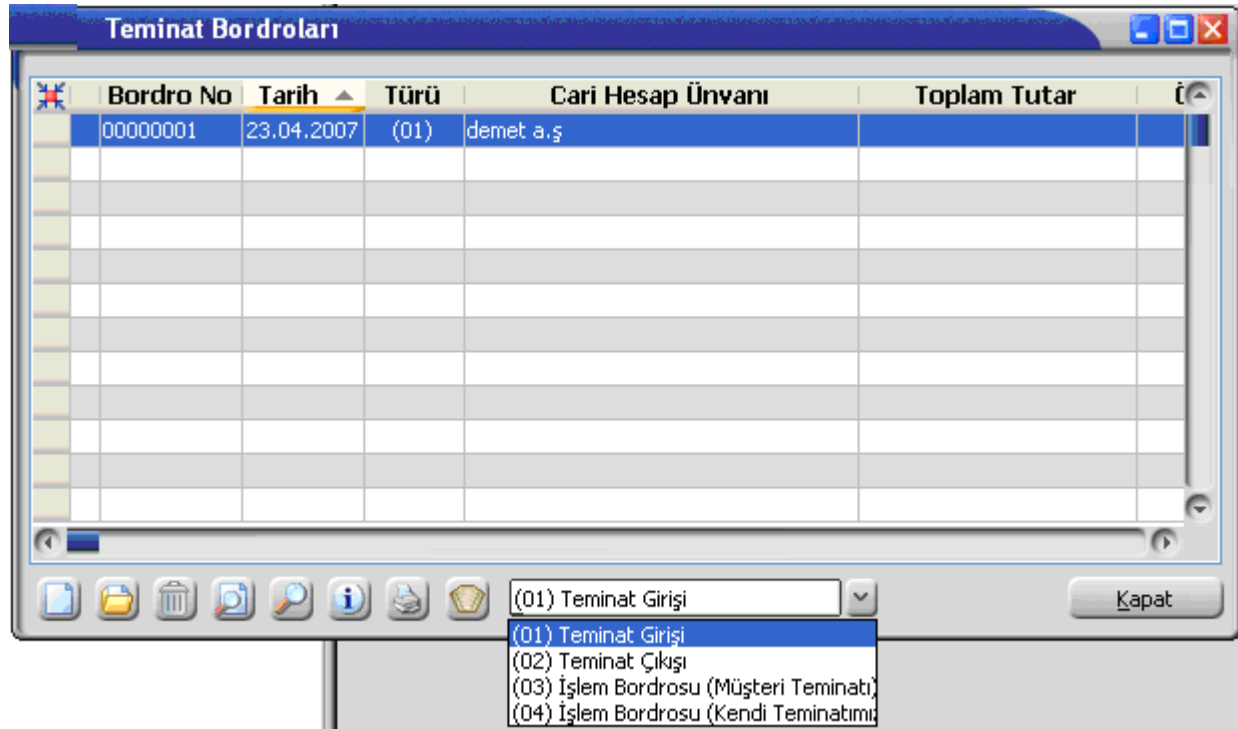 Teminat Bordroları
Bordro No Tarih Türü Cari Hesap Ünvanı Toplam Tutar
00000001 23.04.2007 (01) demet a.ş
(01) Teminat Girişi Kapat
(01) Teminat Girişi
(02) Teminat Çıkışı
(03) İşlem Bordrosu (Müşteri Teminatı)
(04) İşlem Bordrosu (Kendi Teminatımı